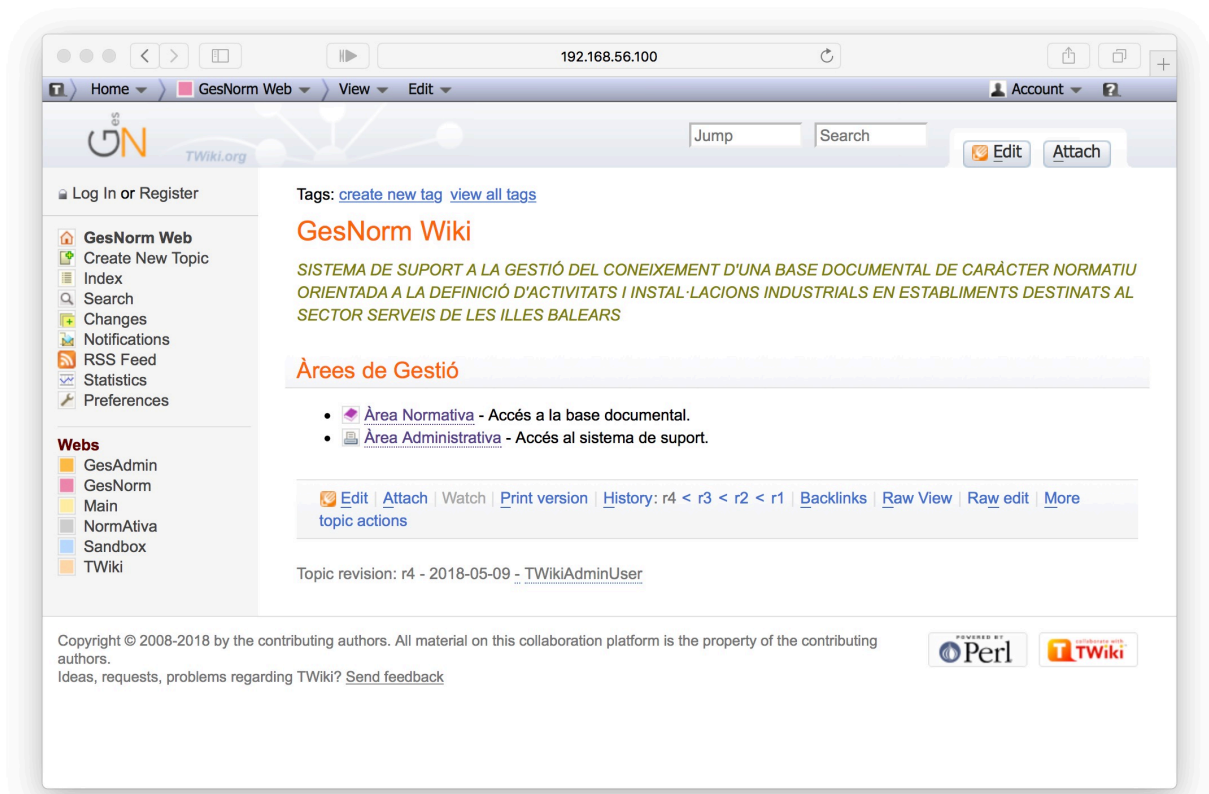 192.168.56.100
Home GesNorm Web View Edit Account
es
GN
TWiki.org
Jump Search
Edit Attach
Log In or Register
GesNorm Web
Create New Topic
Index
Search
Changes
Notifications
RSS Feed
Statistics
Preferences
Webs
GesAdmin
GesNorm
Main
NormAtiva
Sandbox
TWiki
Tags: create new tag view all tags
GesNorm Wiki
SISTEMA DE SUPORT A LA GESTIÓ DEL CONEIXEMENT D'UNA BASE DOCUMENTAL DE CARÀCTER NORMATIU
ORIENTADA A LA DEFINICIÓ D'ACTIVITATS I INSTAL·LACIONS INDUSTRIALS EN ESTABLIMENTS DESTINATS AL
SECTOR SERVEIS DE LES ILLES BALEARS
Àrees de Gestió
• Àrea Normativa - Accés a la base documental.
• Àrea Administrativa - Accés al sistema de suport.
Edit | Attach | Watch | Print version | History: r4 < r3 < r2 < r1 | Backlinks | Raw View | Raw edit | More
topic actions
Topic revision: r4 - 2018-05-09 - TWikiAdminUser
Copyright © 2008-2018 by the contributing authors. All material on this collaboration platform is the property of the contributing
authors.
Ideas, requests, problems regarding TWiki? Send feedback
POWERED BY
Perl
collaborate with
TWiki